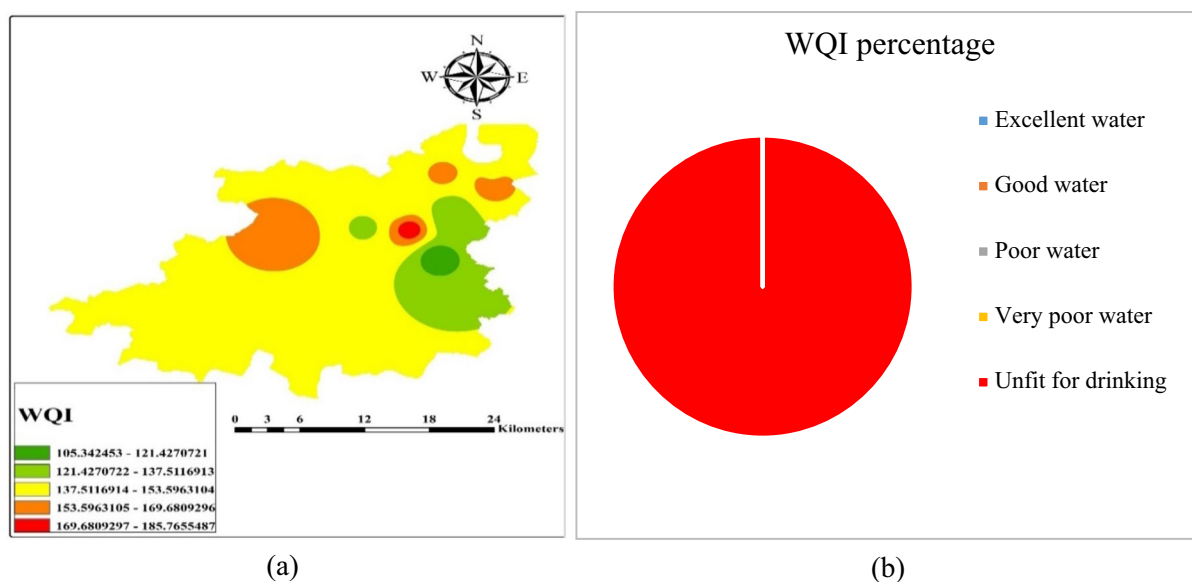 N
W E
S
WQI
105.342453 - 121.4270721
121.4270722 - 137.5116913
137.5116914 - 153.5963104
153.5963105 - 169.6809296
169.6809297 - 185.7655487
0 3 6 12 18 24
Kilometers
(a)
WQI percentage
Excellent water
Good water
Poor water
Very poor water
Unfit for drinking
(b)